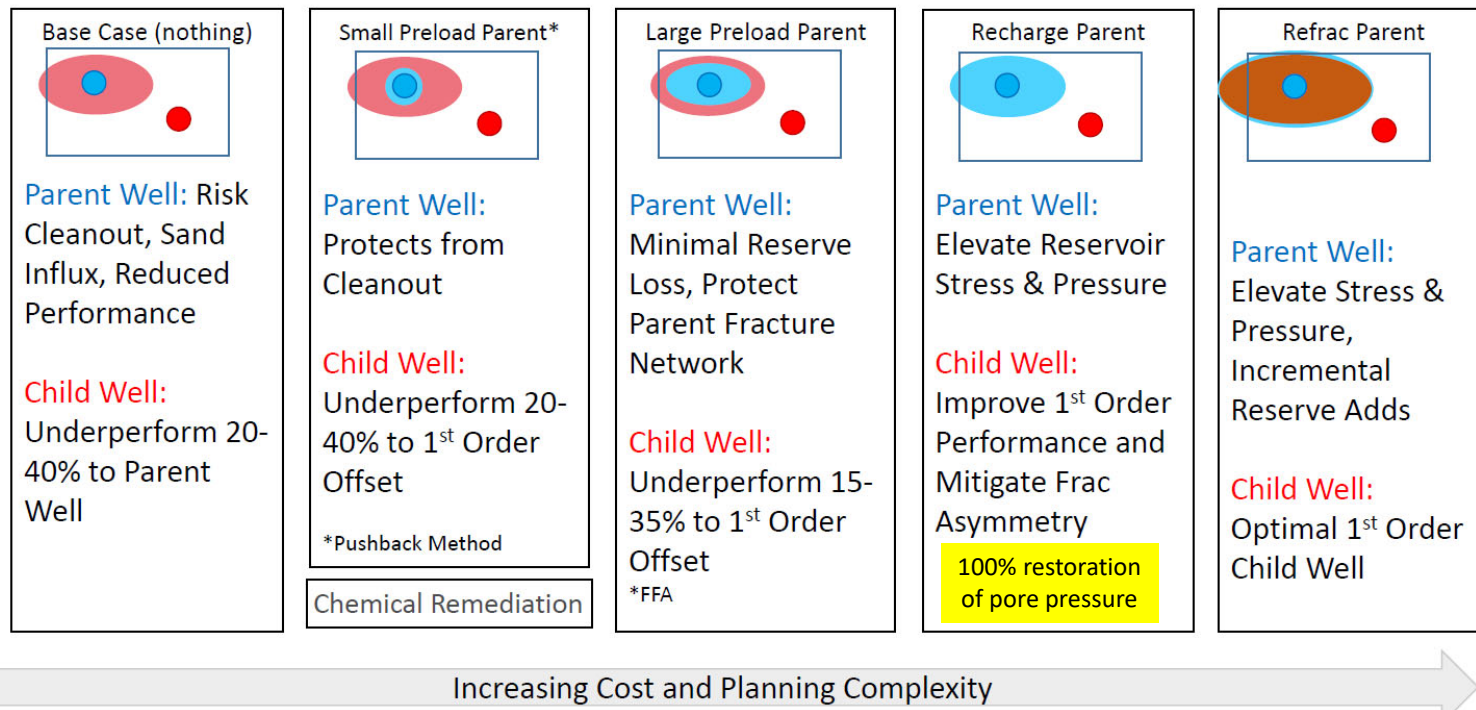 Base Case (nothing)
Parent Well: Risk
Cleanout, Sand
Influx, Reduced
Performance
Child Well:
Underperform 20-
40% to Parent
Well
Small Preload Parent*
Parent Well:
Protects from
Cleanout
Child Well:
Underperform 20-
40% to 1st Order
Offset
*Pushback Method
Chemical Remediation
Large Preload Parent
Parent Well:
Minimal Reserve
Loss, Protect
Parent Fracture
Network
Child Well:
Underperform 15-
35% to 1st Order
Offset
*FFA
Recharge Parent
Parent Well:
Elevate Reservoir
Stress & Pressure
Child Well:
Improve 1st Order
Performance and
Mitigate Frac
Asymmetry
100% restoration
of pore pressure
Refrac Parent
Parent Well:
Elevate Stress &
Pressure,
Incremental
Reserve Adds
Child Well:
Optimal 1st Order
Child Well
Increasing Cost and Planning Complexity